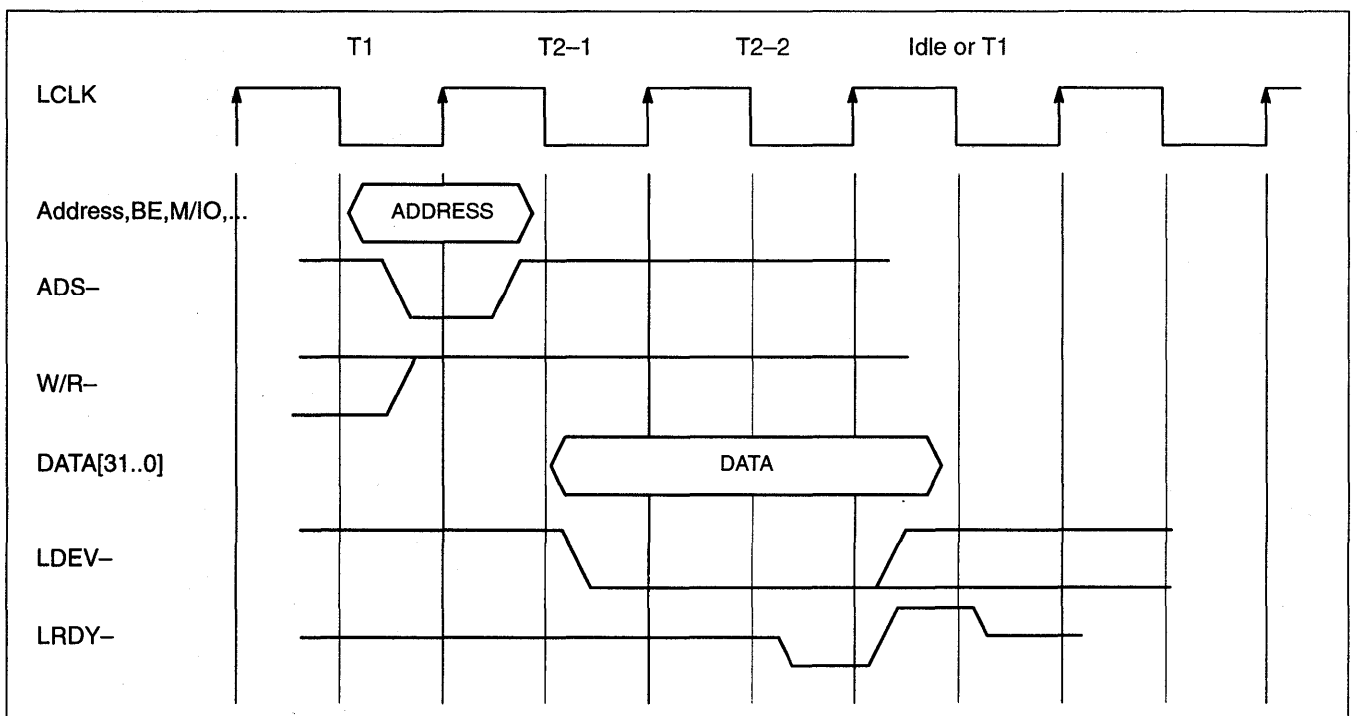 T1 T2–1 T2–2 Idle or T1
LCLK
Address,BE,M/IO,...
ADDRESS
ADS–
W/R–
DATA[31..0]
DATA
LDEV–
LRDY–